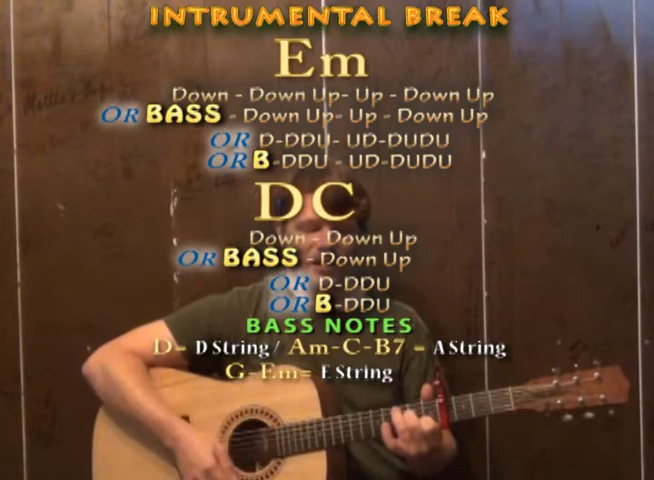 INTRUMENTAL BREAK
Em
Down - Down Up- Up - Down Up
OR BASS - Down Up- Up - Down Up
OR D-DDU- UD-DUDU
OR B-DDU - UD-DUDU
DC
Down - Down Up
OR BASS - Down Up
OR D-DDU
OR B-DDU
BASS NOTES
D= D String / Am-C-B7 = A String
G-Em= E String